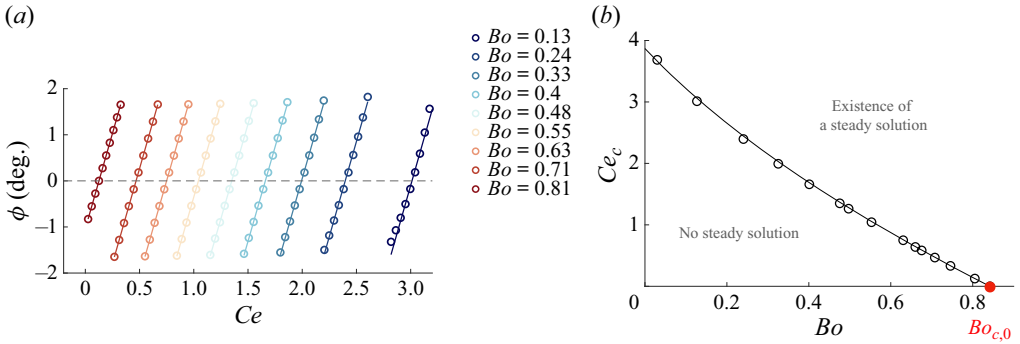 (a)
Bo = 0.13
Bo = 0.24
Bo = 0.33
Bo = 0.4
Bo = 0.48
Bo = 0.55
Bo = 0.63
Bo = 0.71
Bo = 0.81
2
1
0
−1
−2
ϕ (deg.)
0 0.5 1.0 1.5 2.0 2.5 3.0
Ce
(b)
4
3
2
1
Ce_c
Existence of
a steady solution
No steady solution
0 0.2 0.4 0.6 0.8
Bo
Bo_{c,0}